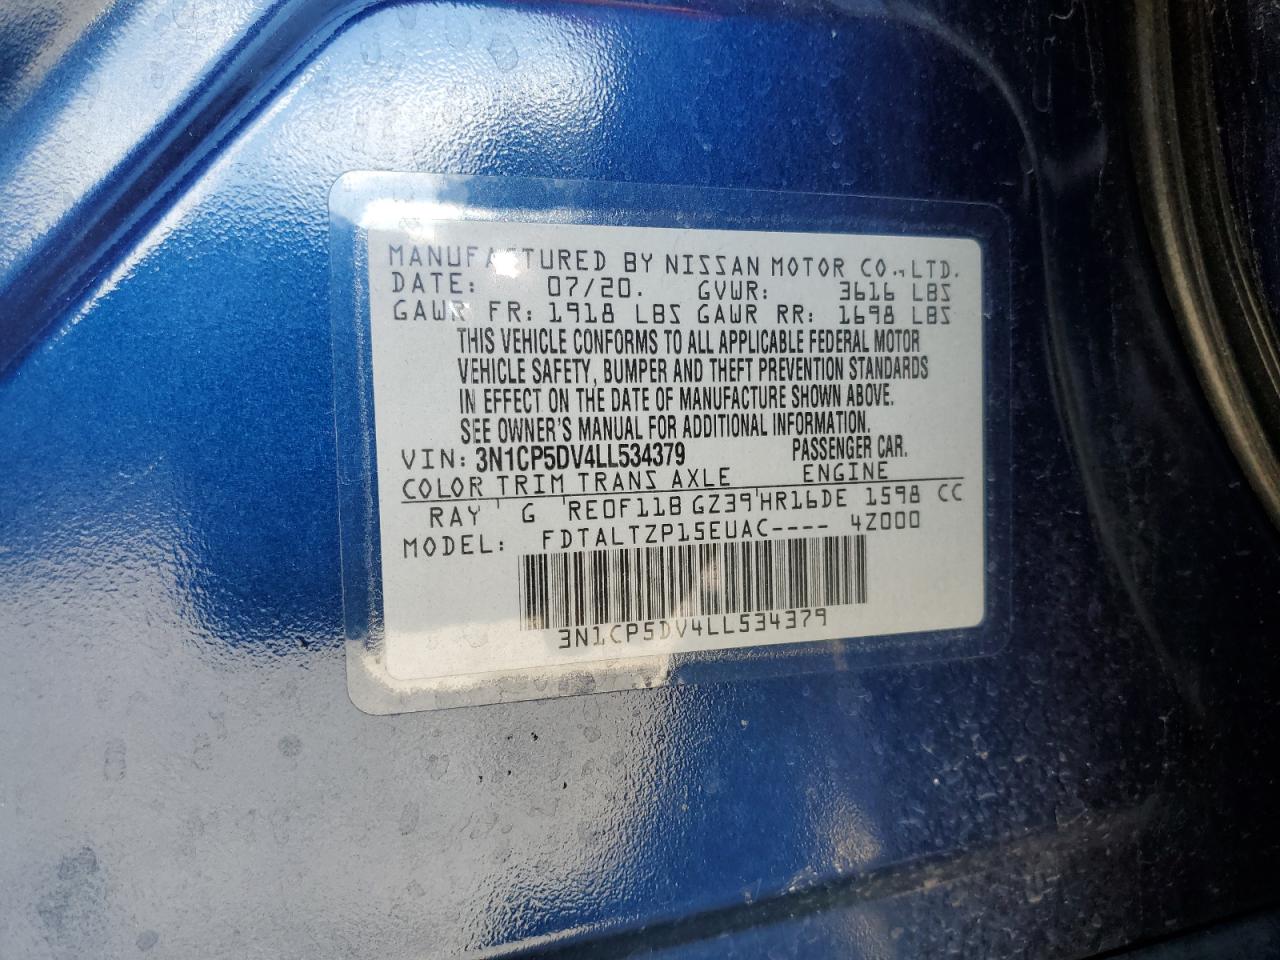 MANUFACTURED BY NISSAN MOTOR CO.,LTD.
DATE: 07/20. GVWR: 3616 LBS
GAWR FR: 1918 LBS GAWR RR: 1698 LBS
THIS VEHICLE CONFORMS TO ALL APPLICABLE FEDERAL MOTOR
VEHICLE SAFETY, BUMPER AND THEFT PREVENTION STANDARDS
IN EFFECT ON THE DATE OF MANUFACTURE SHOWN ABOVE.
SEE OWNER'S MANUAL FOR ADDITIONAL INFORMATION.
VIN: 3N1CP5DV4LL534379 PASSENGER CAR.
COLOR TRIM TRANS AXLE ENGINE
RAY ' G ' RE0F11B GZ39 ' HR16DE 1598 CC
MODEL: FDTALTZP15EUAC---- 4Z000
3N1CP5DV4LL534379